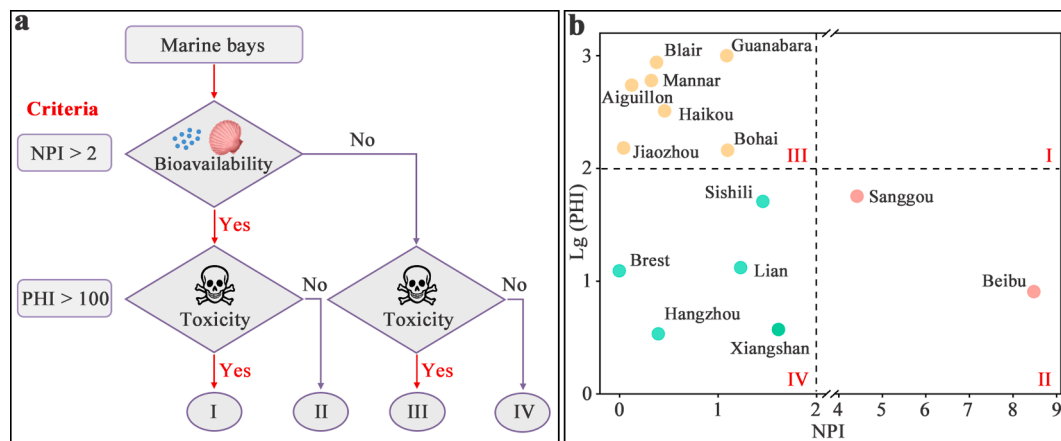 a
Marine bays
Criteria
NPI > 2
Bioavailability
No
Yes
PHI > 100
Toxicity
No
Toxicity
No
Yes
Yes
I
II
III
IV
b
Lg (PHI)
3
2
1
0
Blair
Guanabara
Mannar
Aiguillon
Haikou
Jiaozhou
Bohai
III
I
Sishili
Sanggou
Brest
Lian
Beibu
Hangzhou
Xiangshan
IV
II
0 1 2 4 5 6 7 8 9
NPI